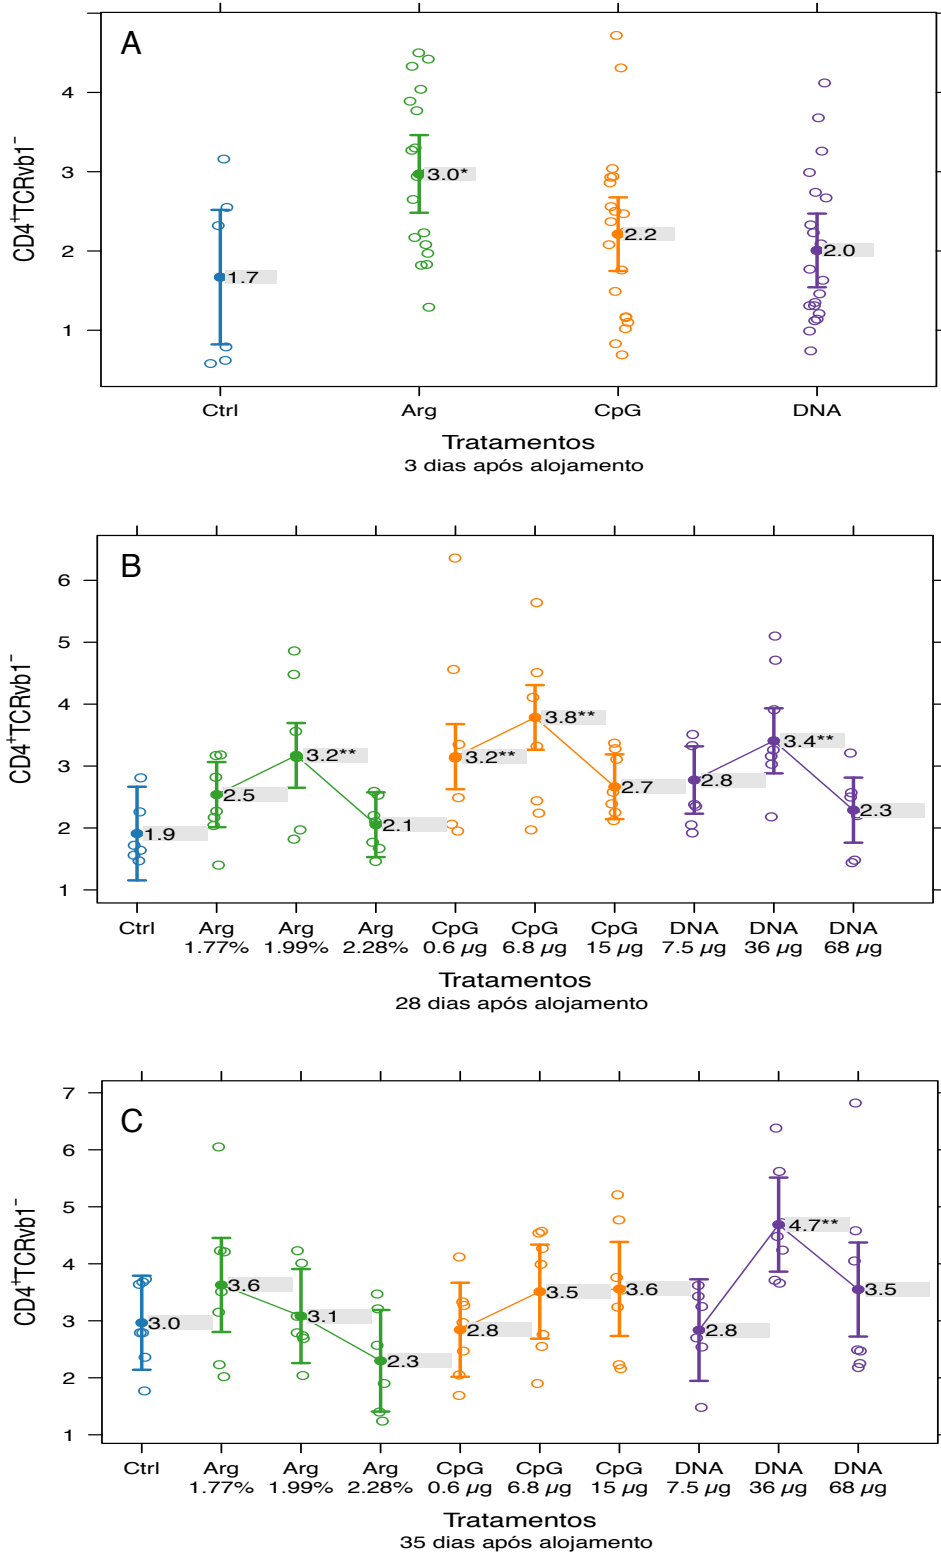 A
CD4⁺TCRvb1⁻
4
3
2
1
3.0*
2.2
2.0
1.7
Ctrl Arg CpG DNA
Tratamentos
3 dias após alojamento
B
CD4⁺TCRvb1⁻
6
5
4
3
2
1
1.9 2.5 3.2** 2.1 3.2** 3.8** 2.7 2.8 3.4** 2.3
Ctrl Arg Arg Arg CpG CpG CpG DNA DNA DNA
1.77% 1.99% 2.28% 0.6 µg 6.8 µg 15 µg 7.5 µg 36 µg 68 µg
Tratamentos
28 dias após alojamento
C
CD4⁺TCRvb1⁻
7
6
5
4
3
2
1
3.0 3.6 3.1 2.3 2.8 3.5 3.6 2.8 4.7** 3.5
Ctrl Arg Arg Arg CpG CpG CpG DNA DNA DNA
1.77% 1.99% 2.28% 0.6 µg 6.8 µg 15 µg 7.5 µg 36 µg 68 µg
Tratamentos
35 dias após alojamento